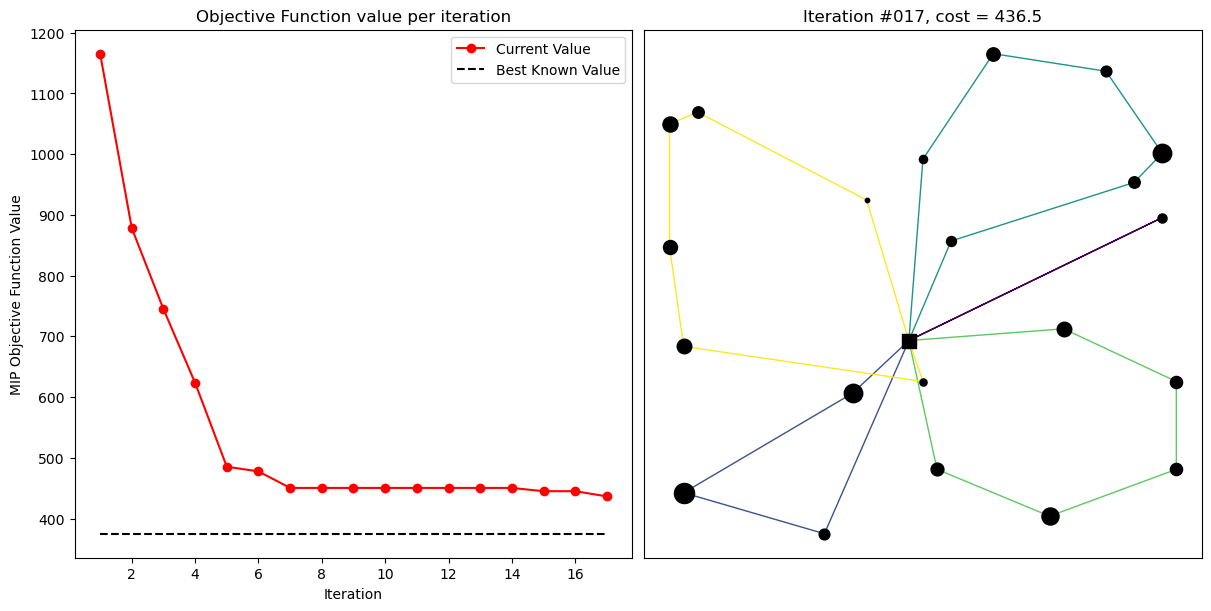 Objective Function value per iteration
Current Value
Best Known Value
1200
1100
1000
900
800
700
600
500
400
MIP Objective Function Value
2 4 6 8 10 12 14 16
Iteration
Iteration #017, cost = 436.5